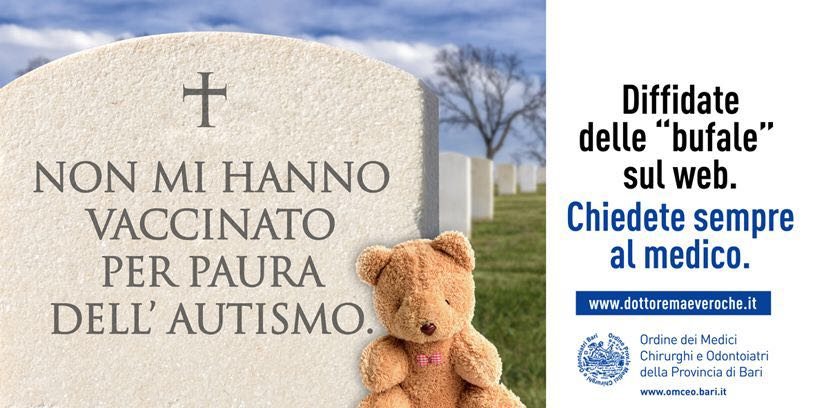 NON MI HANNO
VACCINATO
PER PAURA
DELL' AUTISMO.
Diffidate
delle “bufale”
sul web.
Chiedete sempre
al medico.
www.dottoremaeveroche.it
Ordine dei Medici
Chirurghi e Odontoiatri
della Provincia di Bari
www.omceo.bari.it